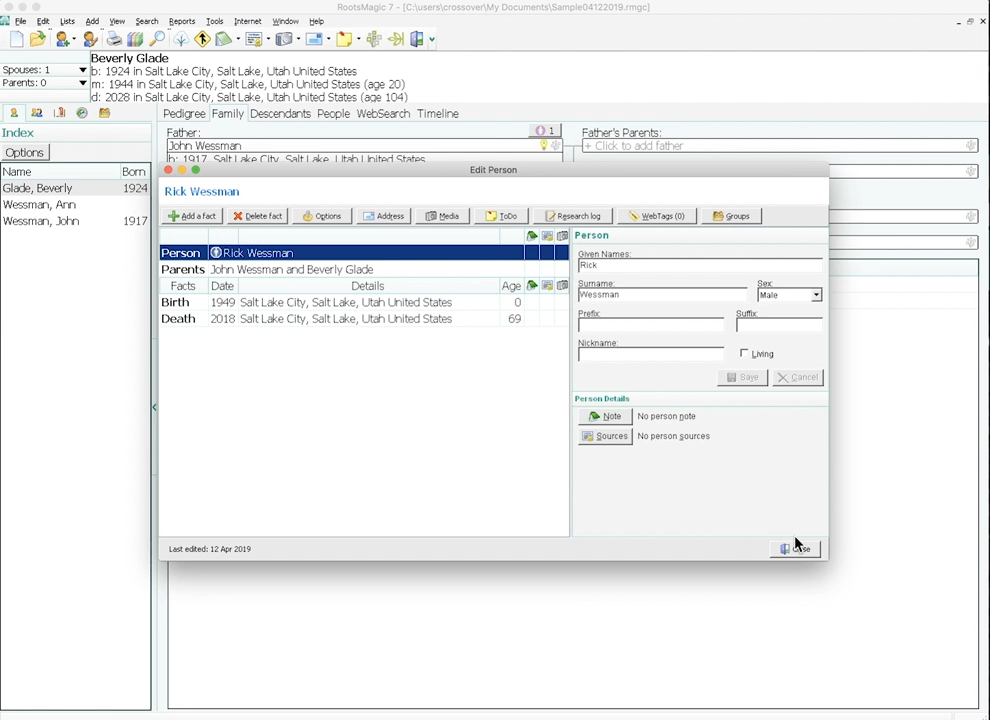 RootsMagic 7 - [C:\users\crossover\My Documents\Sample04122019.rmgc]
File Edit Lists Add View Search Reports Tools Internet Window Help
Beverly Glade
Spouses: 1 b: 1924 in Salt Lake City, Salt Lake, Utah United States
Parents: 0 m: 1944 in Salt Lake City, Salt Lake, Utah United States (age 20)
d: 2028 in Salt Lake City, Salt Lake, Utah United States (age 104)
Pedigree Family Descendants People WebSearch Timeline
Index
Options
Name Born
Glade, Beverly 1924
Wessman, Ann
Wessman, John 1917
Father: 1 Father's Parents:
John Wessman + Click to add father
b: 1917, Salt Lake City, Salt Lake, Utah United States
Edit Person
Rick Wessman
Add a fact Delete fact Options Address Media ToDo Research log WebTags (0) Groups
Person Rick Wessman
Parents John Wessman and Beverly Glade
Facts Date Details Age
Birth 1949 Salt Lake City, Salt Lake, Utah United States 0
Death 2018 Salt Lake City, Salt Lake, Utah United States 69
Person
Given Names:
Rick
Surname: Sex:
Wessman Male
Prefix: Suffix:
Nickname:
Living
Save Cancel
Person Details
Note No person note
Sources No person sources
Last edited: 12 Apr 2019